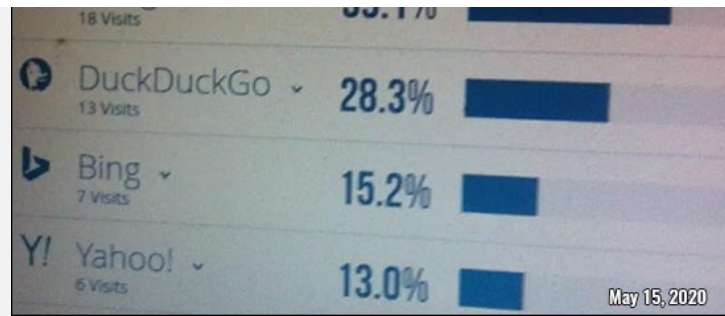 18 Visits
DuckDuckGo
28.3%
13 Visits
Bing
15.2%
7 Visits
Y! Yahoo!
13.0%
6 Visits
May 15, 2020